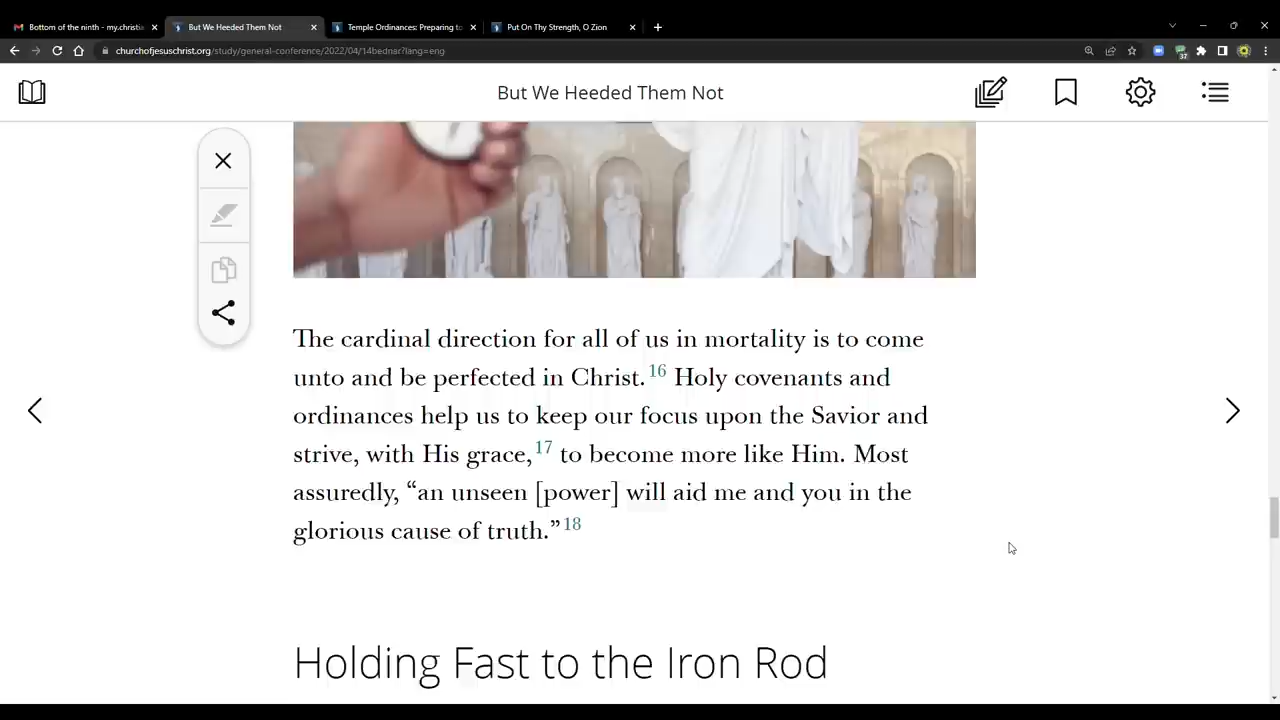 Bottom of the ninth - my.christi
But We Heeded Them Not
Temple Ordinances: Preparing to
Put On Thy Strength, O Zion
churchofjesuschrist.org/study/general-conference/2022/04/14bednar?lang=eng
37
But We Heeded Them Not
The cardinal direction for all of us in mortality is to come
unto and be perfected in Christ.16 Holy covenants and
ordinances help us to keep our focus upon the Savior and
strive, with His grace,17 to become more like Him. Most
assuredly, “an unseen [power] will aid me and you in the
glorious cause of truth.”18
Holding Fast to the Iron Rod